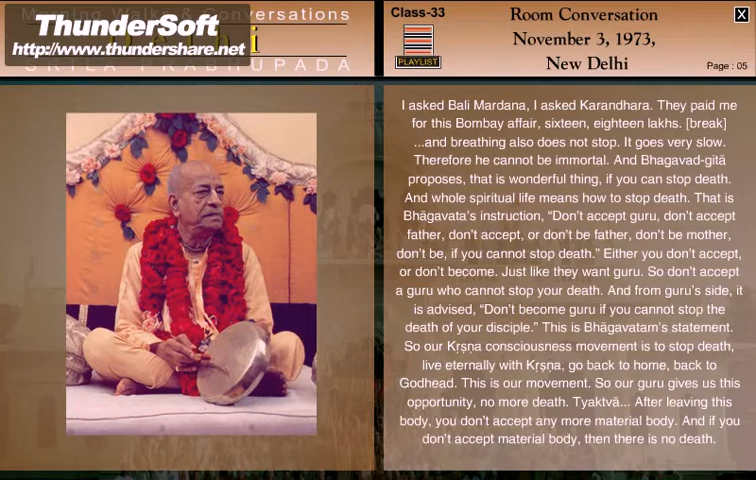 Morning Walks & Conversations
ThunderSoft
http://www.thundershare.net
SRILA PRABHUPADA
Class-33
PLAYLIST
Room Conversation
November 3, 1973,
New Delhi
X
Page : 05
I asked Bali Mardana, I asked Karandhara. They paid me
for this Bombay affair, sixteen, eighteen lakhs. [break]
...and breathing also does not stop. It goes very slow.
Therefore he cannot be immortal. And Bhagavad-gitā
proposes, that is wonderful thing, if you can stop death.
And whole spiritual life means how to stop death. That is
Bhāgavata's instruction, “Don't accept guru, don't accept
father, don't accept, or don't be father, don't be mother,
don't be, if you cannot stop death.” Either you don't accept,
or don't become. Just like they want guru. So don't accept
a guru who cannot stop your death. And from guru's side, it
is advised, “Don't become guru if you cannot stop the
death of your disciple.” This is Bhāgavatam's statement.
So our Kṛṣṇa consciousness movement is to stop death,
live eternally with Kṛṣṇa, go back to home, back to
Godhead. This is our movement. So our guru gives us this
opportunity, no more death. Tyaktvā... After leaving this
body, you don't accept any more material body. And if you
don't accept material body, then there is no death.